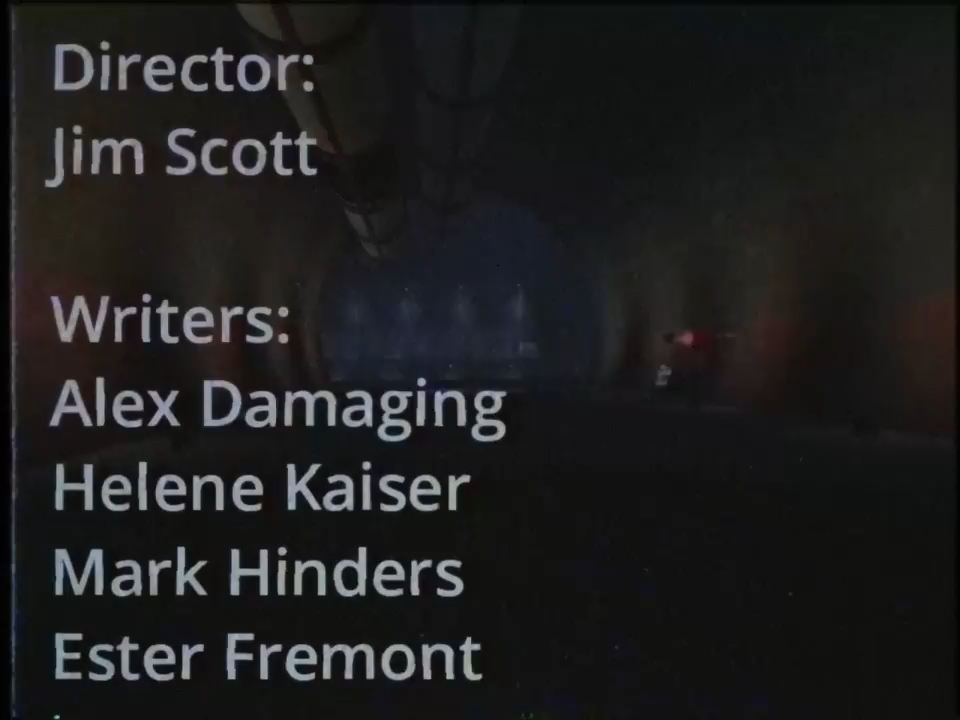 Director:
Jim Scott
Writers:
Alex Damaging
Helene Kaiser
Mark Hinders
Ester Fremont